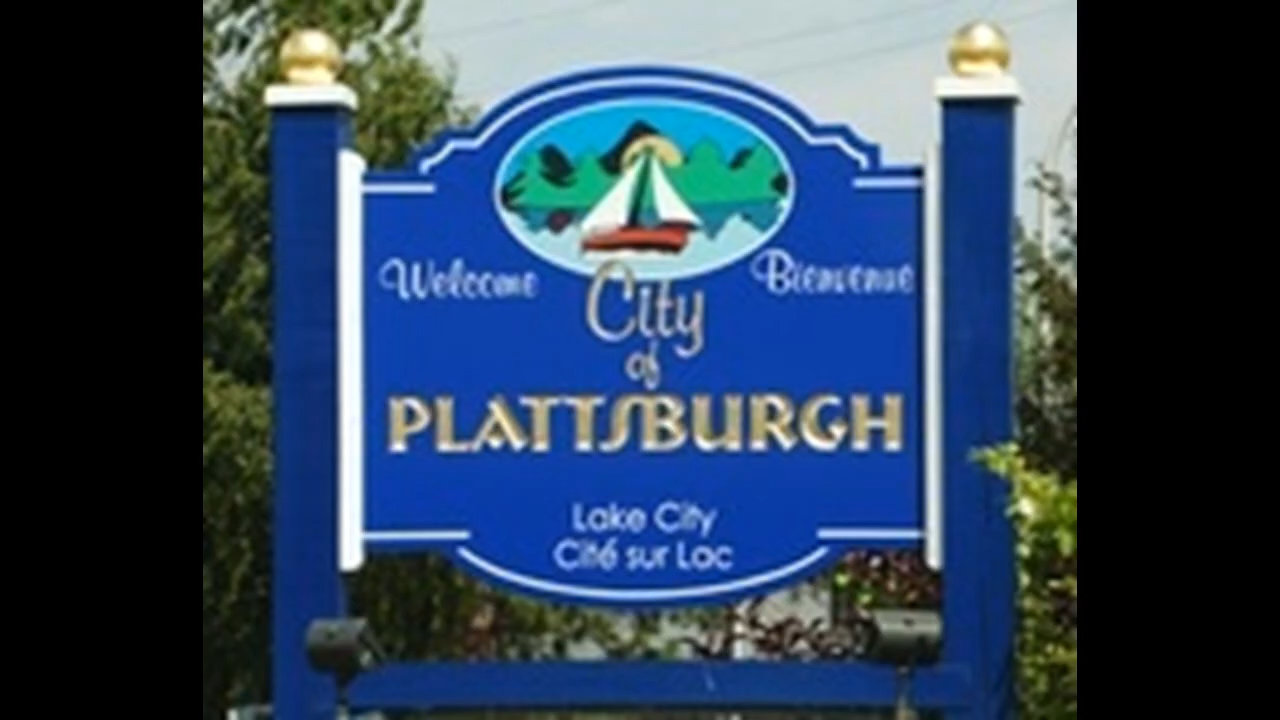 Welcome Bienvenue
City
of
PLATTSBURGH
Lake City
Cité sur Lac